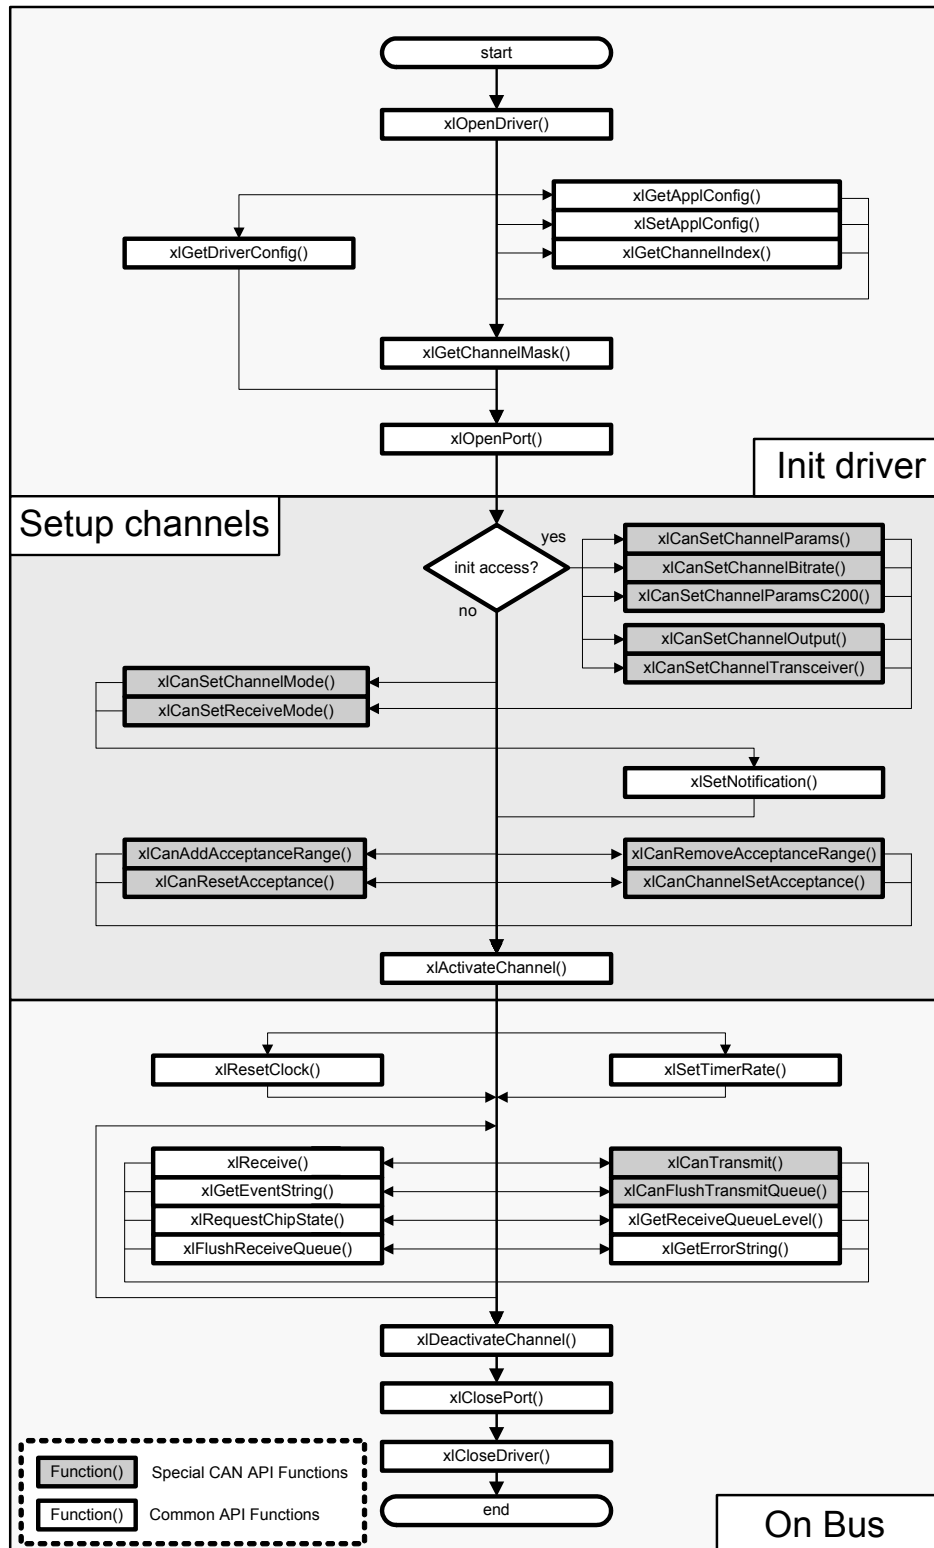 start
xlOpenDriver()
xlGetApplConfig()
xlSetApplConfig()
xlGetDriverConfig()
xlGetChannelIndex()
xlGetChannelMask()
xlOpenPort()
Init driver
Setup channels
yes
init access?
no
xlCanSetChannelParams()
xlCanSetChannelBitrate()
xlCanSetChannelParamsC200()
xlCanSetChannelOutput()
xlCanSetChannelTransceiver()
xlCanSetChannelMode()
xlCanSetReceiveMode()
xlSetNotification()
xlCanAddAcceptanceRange()
xlCanRemoveAcceptanceRange()
xlCanResetAcceptance()
xlCanChannelSetAcceptance()
xlActivateChannel()
xlResetClock()
xlSetTimerRate()
xlReceive()
xlCanTransmit()
xlGetEventString()
xlCanFlushTransmitQueue()
xlRequestChipState()
xlGetReceiveQueueLevel()
xlFlushReceiveQueue()
xlGetErrorString()
xlDeactivateChannel()
xlClosePort()
xlCloseDriver()
end
Function() Special CAN API Functions
Function() Common API Functions
On Bus